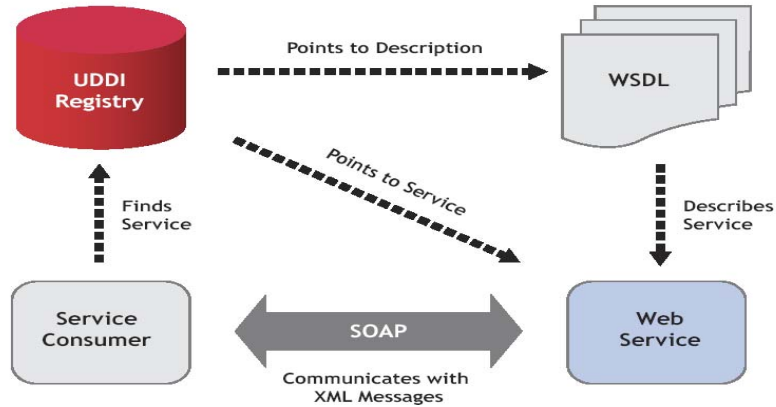 Points to Description
UDDI
Registry
WSDL
Points to Service
Finds
Service
Describes
Service
Service
Consumer
SOAP
Web
Service
Communicates with
XML Messages